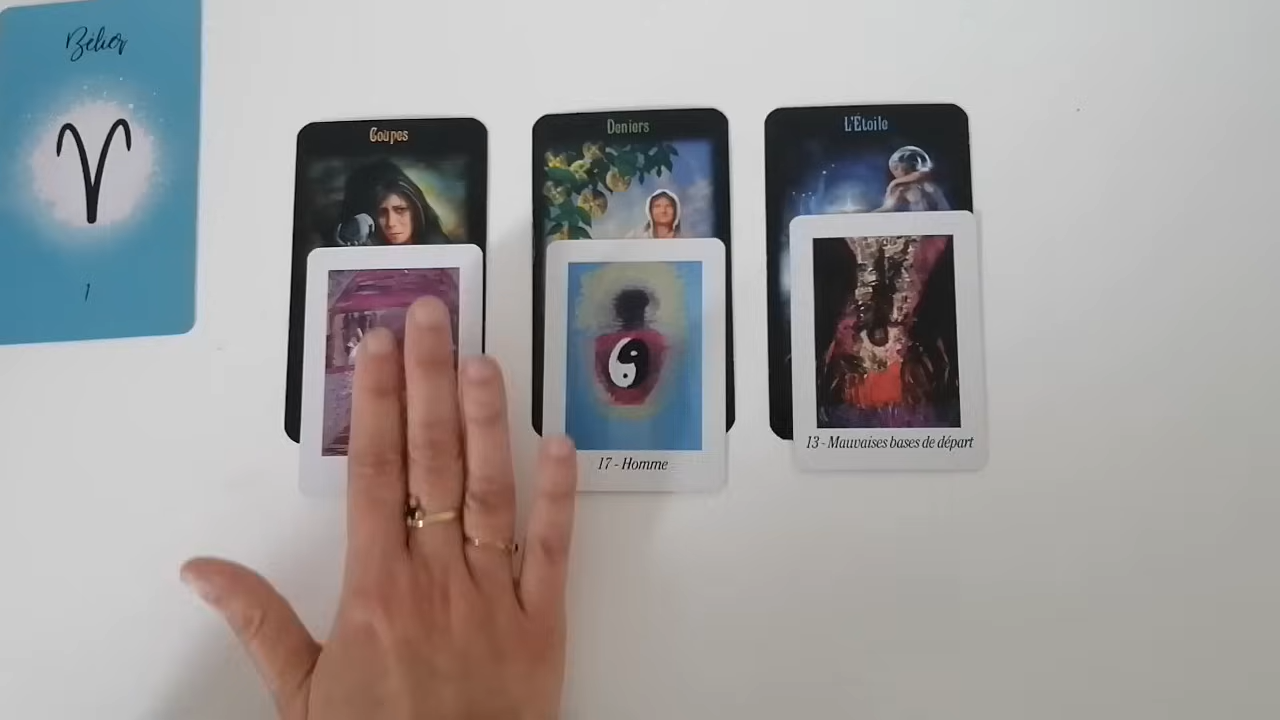 Bélier
1
Coupes
Deniers
L'Etoile
17 - Homme
13 - Mauvaises bases de départ